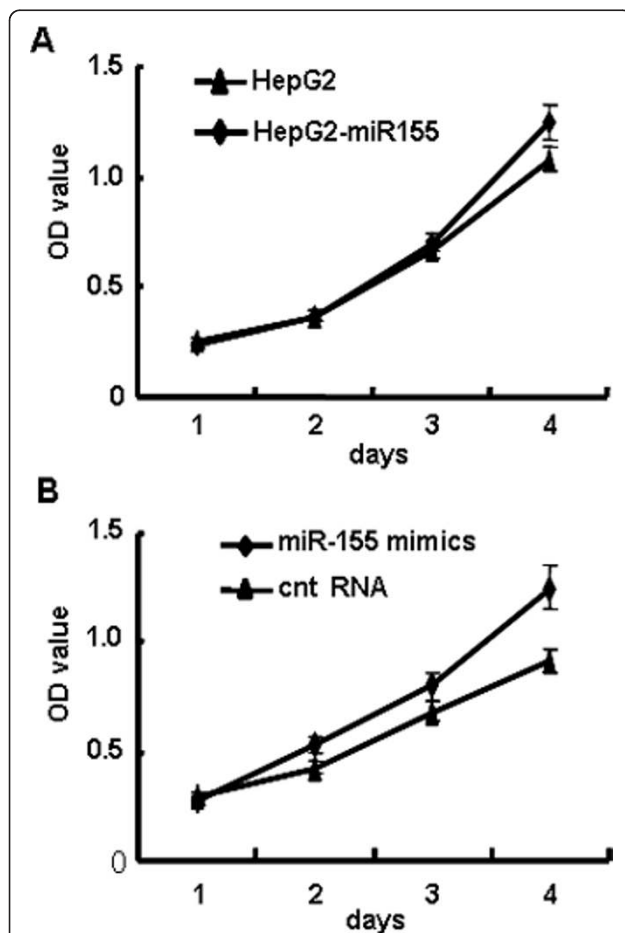 A
1.5
HepG2
HepG2-miR155
1.0
OD value
0.5
0
1 2 3 4
days
B
1.5
miR-155 mimics
cnt RNA
1.0
OD value
0.5
0
1 2 3 4
days